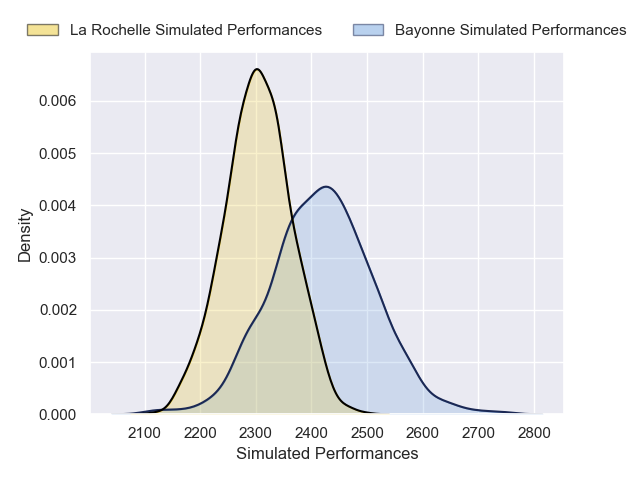 La Rochelle Simulated Performances Bayonne Simulated Performances
0.006
0.005
0.004
0.003
0.002
0.001
0.000
Density
2100 2200 2300 2400 2500 2600 2700 2800
Simulated Performances